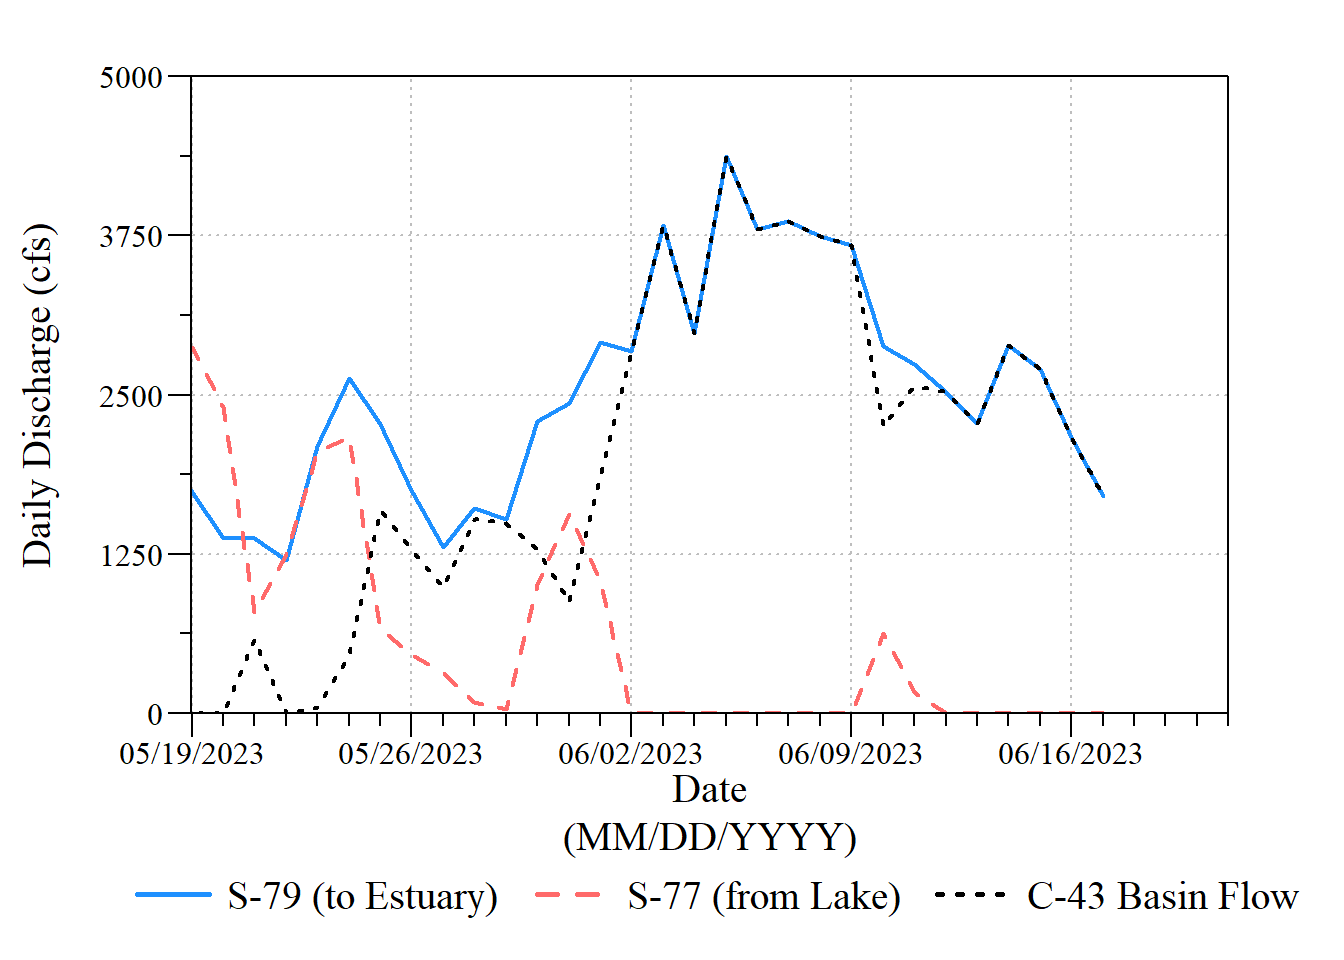 5000
3750
2500
1250
0
Daily Discharge (cfs)
05/19/2023 05/26/2023 06/02/2023 06/09/2023 06/16/2023
Date
(MM/DD/YYYY)
S-79 (to Estuary) S-77 (from Lake) C-43 Basin Flow